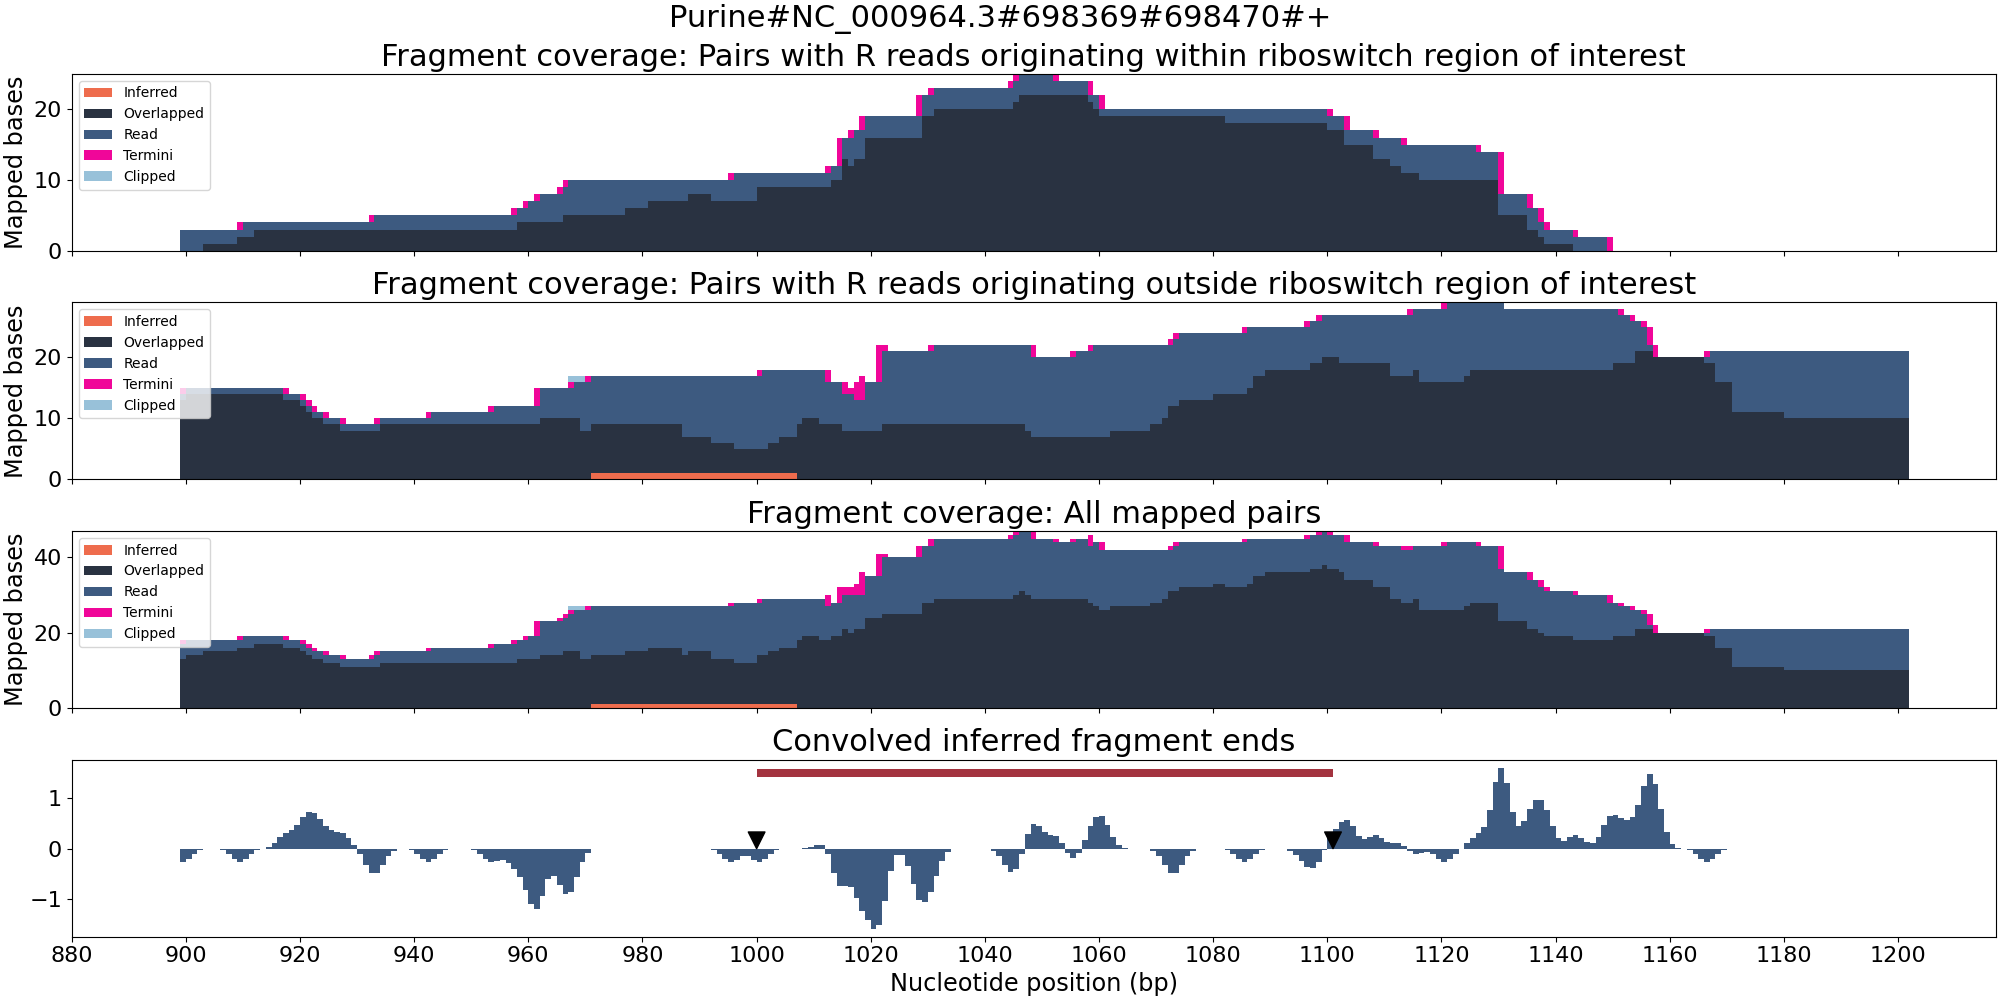 Purine#NC_000964.3#698369#698470#+
Fragment coverage: Pairs with R reads originating within riboswitch region of interest
Mapped bases
20
10
0
Inferred
Overlapped
Read
Termini
Clipped
Fragment coverage: Pairs with R reads originating outside riboswitch region of interest
Mapped bases
20
10
0
Inferred
Overlapped
Read
Termini
Clipped
Fragment coverage: All mapped pairs
Mapped bases
40
20
0
Inferred
Overlapped
Read
Termini
Clipped
Convolved inferred fragment ends
1
0
−1
880 900 920 940 960 980 1000 1020 1040 1060 1080 1100 1120 1140 1160 1180 1200
Nucleotide position (bp)